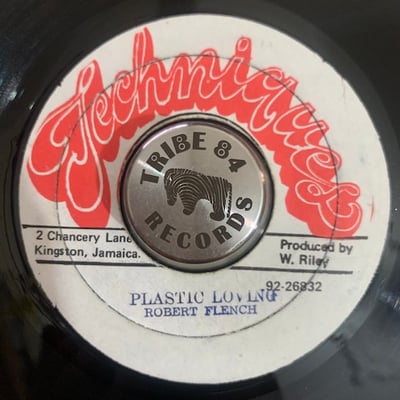 Techniques
TRIBE 84
RECORDS
2 Chancery Lane
Kingston, Jamaica.
Produced by
W. Riley
92-26832
PLASTIC LOVING
ROBERT FLENCH